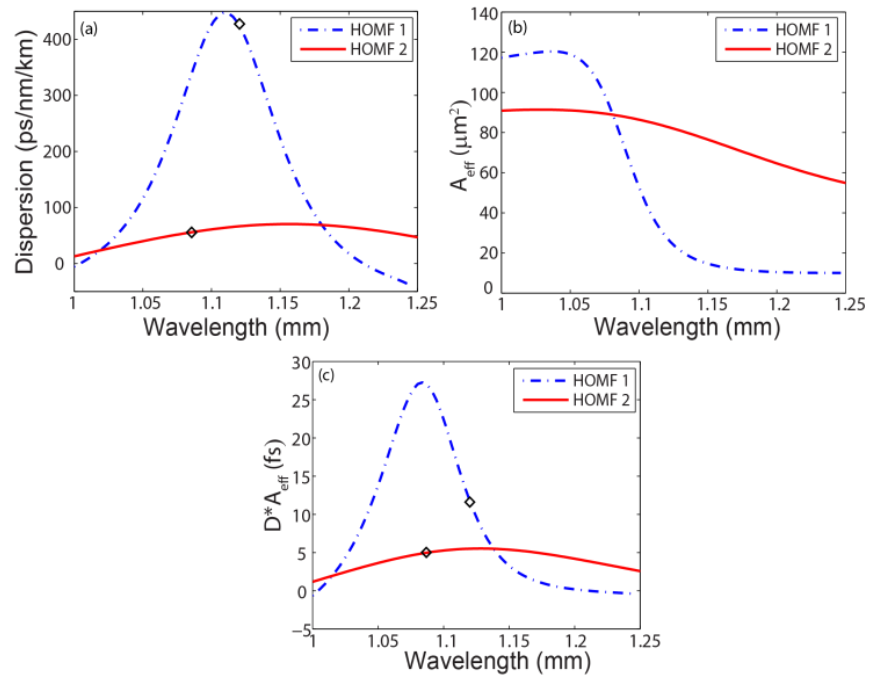 (a)
HOMF 1
HOMF 2
Dispersion (ps/nm/km)
400
300
200
100
0
1
1.05
1.1
1.15
1.2
1.25
Wavelength (mm)
(b)
HOMF 1
HOMF 2
A_eff (μm²)
140
120
100
80
60
40
20
0
1
1.05
1.1
1.15
1.2
1.25
Wavelength (mm)
(c)
HOMF 1
HOMF 2
D*A_eff (fs)
30
25
20
15
10
5
0
−5
1
1.05
1.1
1.15
1.2
1.25
Wavelength (mm)